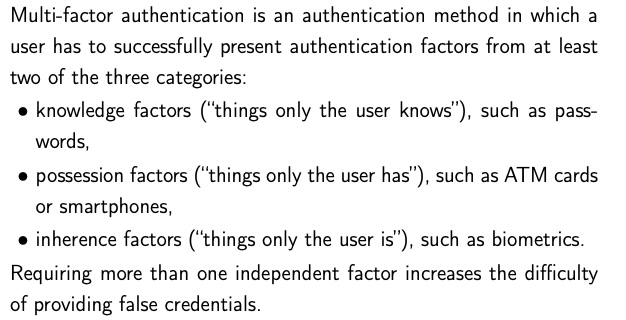 Multi-factor authentication is an authentication method in which a
user has to successfully present authentication factors from at least
two of the three categories:
• knowledge factors (“things only the user knows”), such as pass-
words,
• possession factors (“things only the user has”), such as ATM cards
or smartphones,
• inherence factors (“things only the user is”), such as biometrics.
Requiring more than one independent factor increases the difficulty
of providing false credentials.